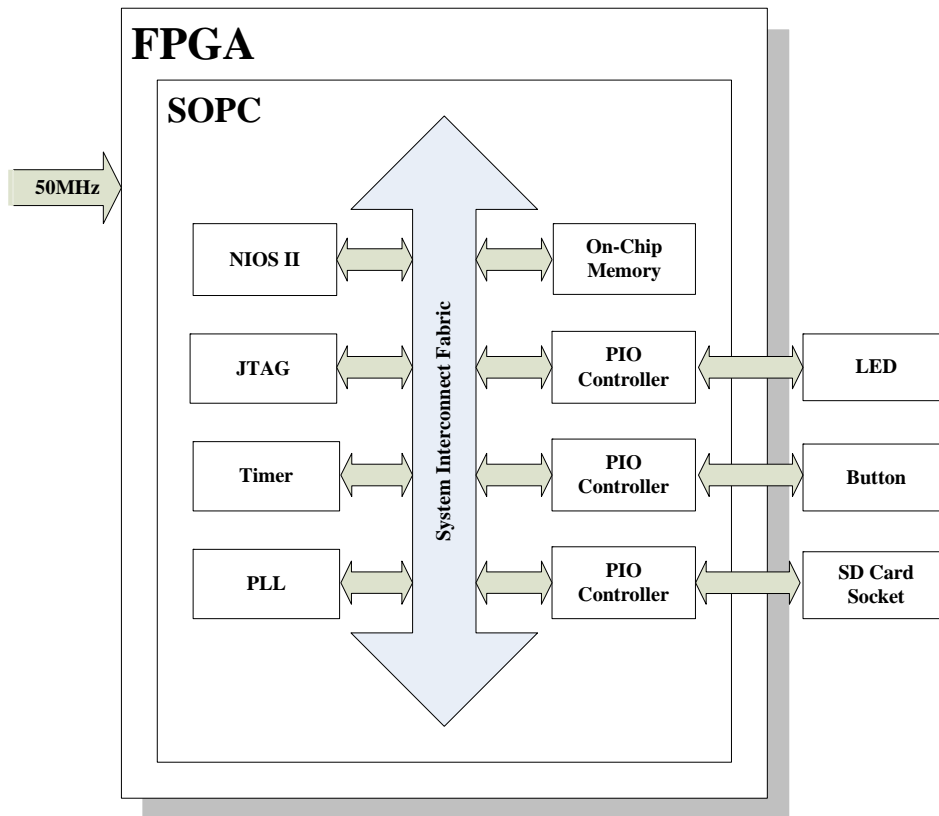 FPGA
SOPC
50MHz
NIOS II
On-Chip
Memory
System Interconnect Fabric
JTAG
PIO
Controller
LED
Timer
PIO
Controller
Button
PLL
PIO
Controller
SD Card
Socket